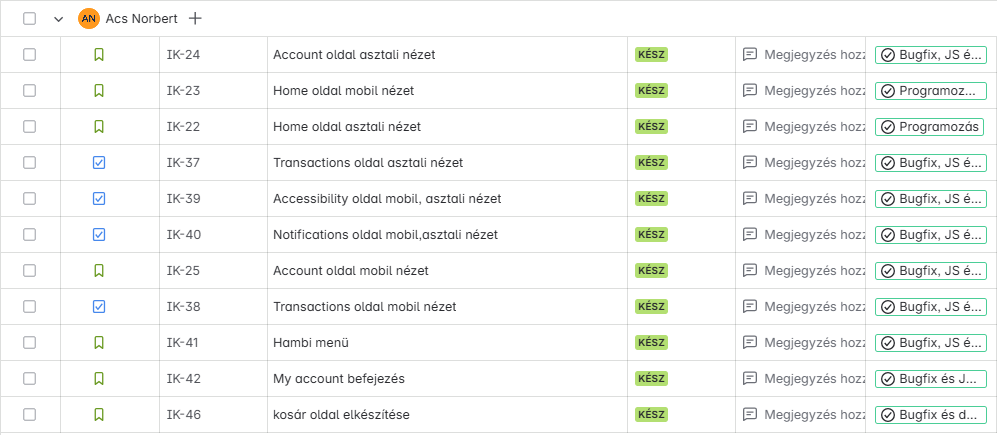 AN Acs Norbert
IK-24 Account oldal asztali nézet KÉSZ Megjegyzés hozz Bugfix, JS é...
IK-23 Home oldal mobil nézet KÉSZ Megjegyzés hozz Programoz...
IK-22 Home oldal asztali nézet KÉSZ Megjegyzés hozz Programozás
IK-37 Transactions oldal asztali nézet KÉSZ Megjegyzés hozz Bugfix, JS é...
IK-39 Accessibility oldal mobil, asztali nézet KÉSZ Megjegyzés hozz Bugfix, JS é...
IK-40 Notifications oldal mobil,asztali nézet KÉSZ Megjegyzés hozz Bugfix, JS é...
IK-25 Account oldal mobil nézet KÉSZ Megjegyzés hozz Bugfix, JS é...
IK-38 Transactions oldal mobil nézet KÉSZ Megjegyzés hozz Bugfix, JS é...
IK-41 Hambi menü KÉSZ Megjegyzés hozz Bugfix, JS é...
IK-42 My account befejezés KÉSZ Megjegyzés hozz Bugfix és J...
IK-46 kosár oldal elkészítése KÉSZ Megjegyzés hozz Bugfix és d...